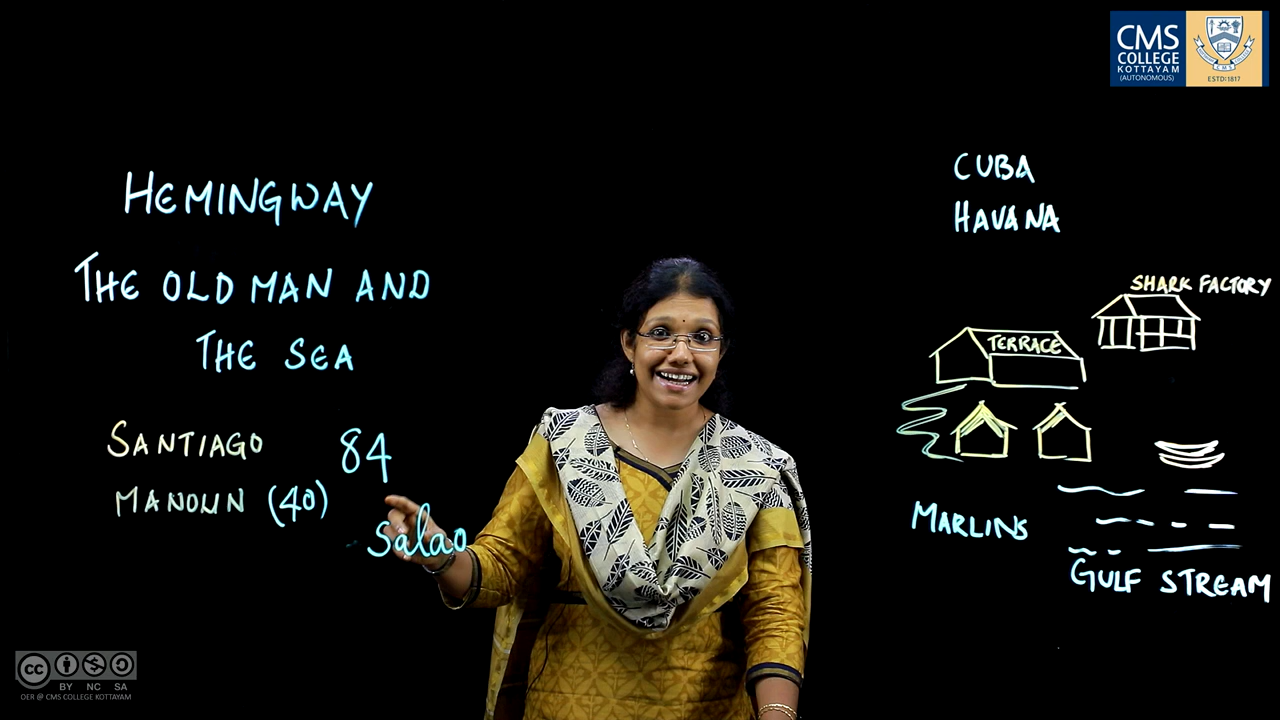 CMS
COLLEGE
KOTTAYAM
(AUTONOMOUS)
ESTD:1817
HEMINGWAY
THE OLD MAN AND
THE SEA
SANTIAGO 84
MANOLIN (40)
Salao
CUBA
HAVANA
SHARK FACTORY
TERRACE
MARLINS
GULF STREAM
CC BY NC SA
OER @ CMS COLLEGE KOTTAYAM